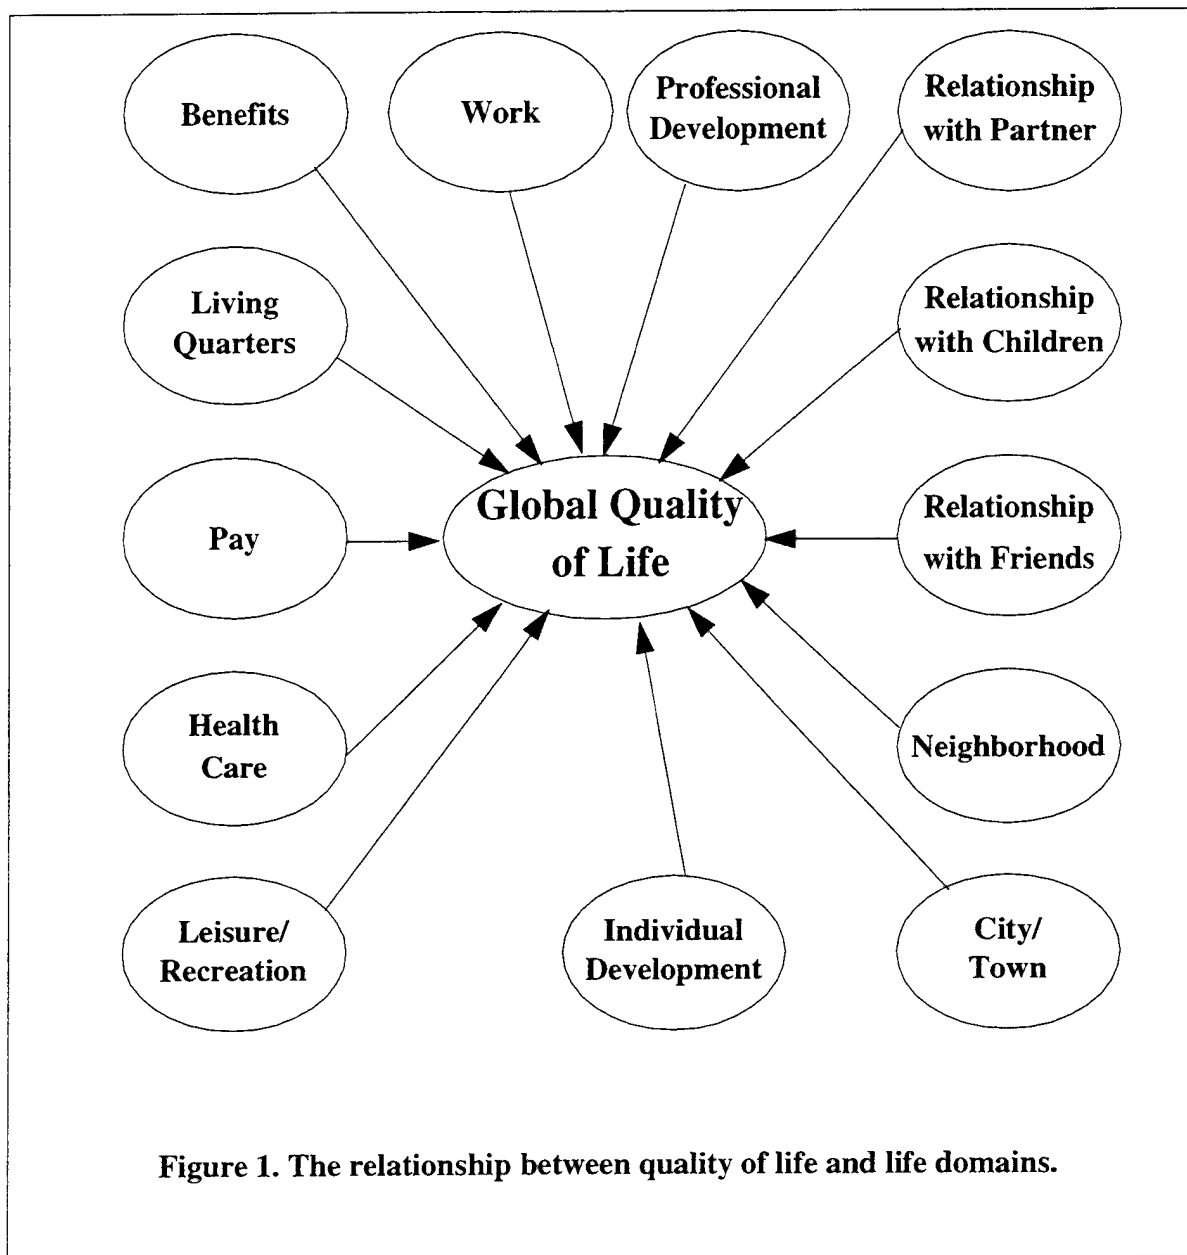 Benefits
Work
Professional
Development
Relationship
with Partner
Living
Quarters
Relationship
with Children
Pay
Global Quality
of Life
Relationship
with Friends
Health
Care
Neighborhood
Leisure/
Recreation
Individual
Development
City/
Town
Figure 1. The relationship between quality of life and life domains.